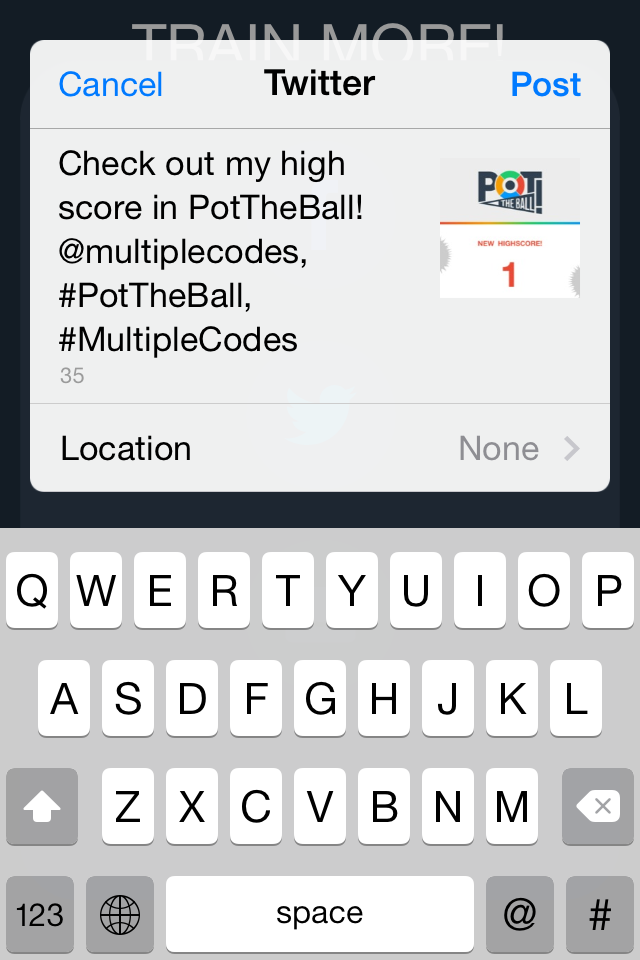 TRAIN MORE!
Cancel Twitter Post
Check out my high
score in PotTheBall!
@multiplecodes,
#PotTheBall,
#MultipleCodes
35
POT!
THE BALL!
NEW HIGHSCORE!
1
Location None
Q W E R T Y U I O P
A S D F G H J K L
Z X C V B N M
123 space @ #